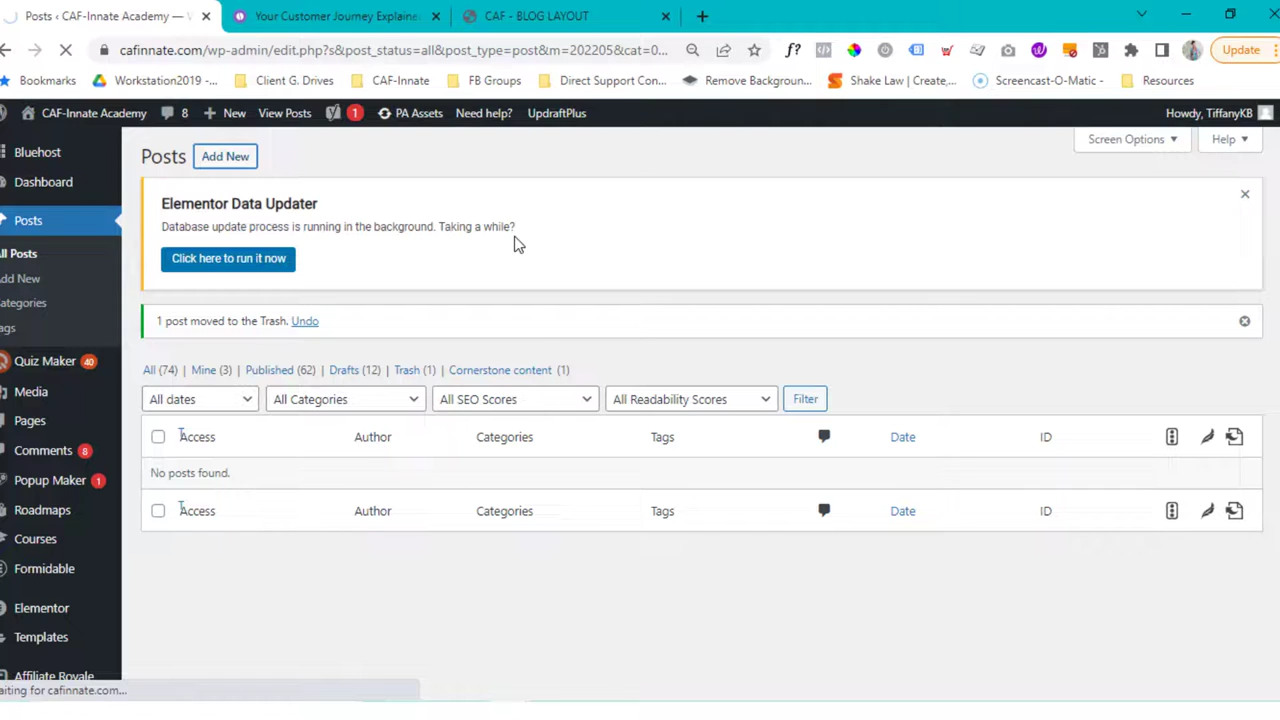 Posts ‹ CAF-Innate Academy —
Your Customer Journey Explaine
CAF - BLOG LAYOUT
cafinnate.com/wp-admin/edit.php?s&post_status=all&post_type=post&m=202205&cat=0...
f?
Update
Bookmarks
Workstation2019 -...
Client G. Drives
CAF-Innate
FB Groups
Direct Support Con...
Remove Backgroun...
Shake Law | Create,...
Screencast-O-Matic -
Resources
CAF-Innate Academy
8
+ New
View Posts
1
PA Assets
Need help?
UpdraftPlus
Howdy, TiffanyKB
Bluehost
Dashboard
Posts
All Posts
Add New
Categories
Tags
Quiz Maker 40
Media
Pages
Comments 8
Popup Maker 1
Roadmaps
Courses
Formidable
Elementor
Templates
Affiliate Royale
Posts
Add New
Screen Options
Help
Elementor Data Updater
Database update process is running in the background. Taking a while?
Click here to run it now
1 post moved to the Trash. Undo
All (74) | Mine (3) | Published (62) | Drafts (12) | Trash (1) | Cornerstone content (1)
All dates
All Categories
All SEO Scores
All Readability Scores
Filter
Access Author Categories Tags Date ID
No posts found.
Access Author Categories Tags Date ID
aiting for cafinnate.com...